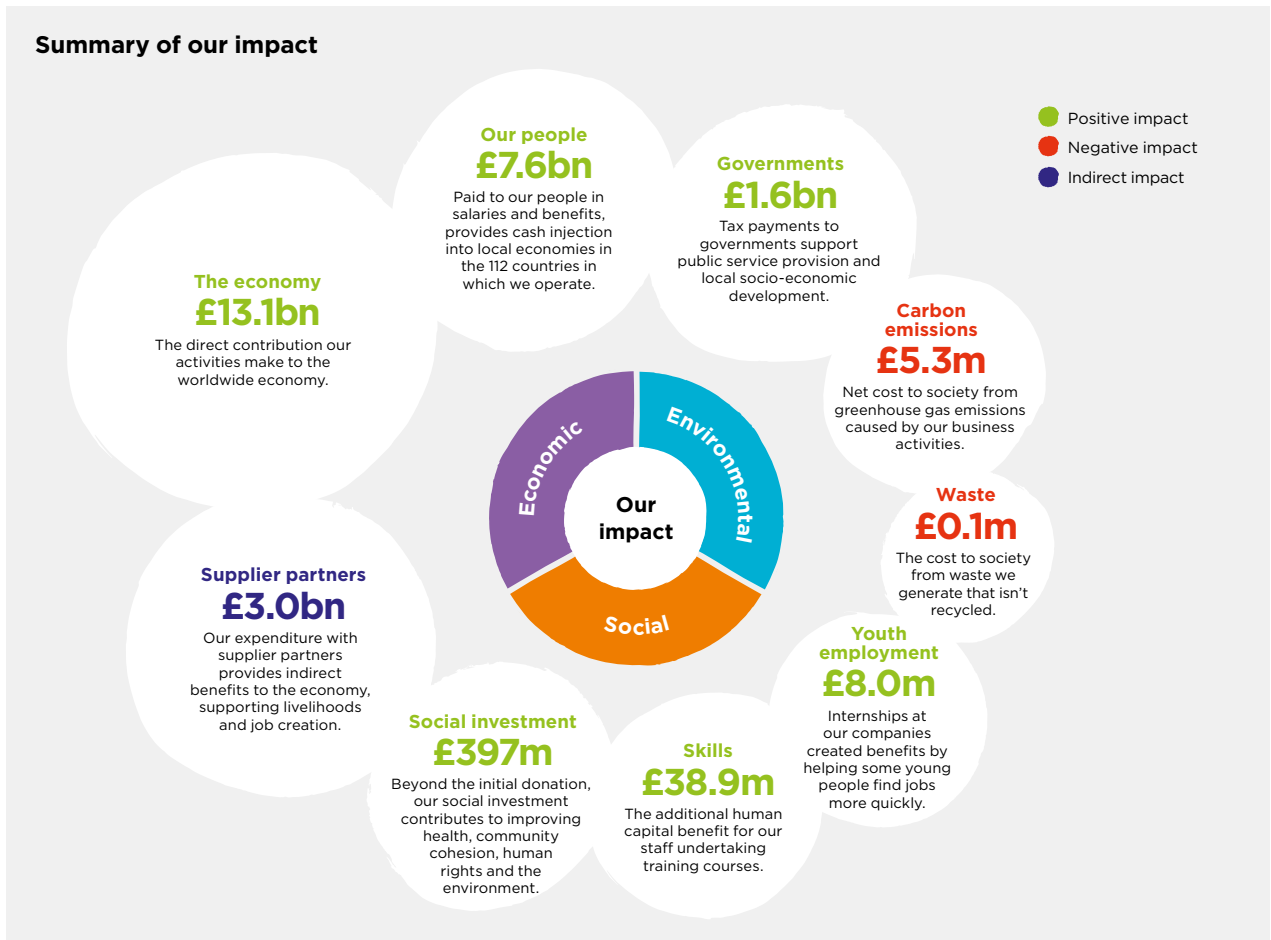 Summary of our impact
Positive impact
Negative impact
Indirect impact
Our people
£7.6bn
Paid to our people in
salaries and benefits,
provides cash injection
into local economies in
the 112 countries in
which we operate.
Governments
£1.6bn
Tax payments to
governments support
public service provision and
local socio-economic
development.
The economy
£13.1bn
The direct contribution our
activities make to the
worldwide economy.
Carbon
emissions
£5.3m
Net cost to society from
greenhouse gas emissions
caused by our business
activities.
Economic
Environmental
Social
Our
impact
Waste
£0.1m
The cost to society
from waste we
generate that isn’t
recycled.
Supplier partners
£3.0bn
Our expenditure with
supplier partners
provides indirect
benefits to the economy,
supporting livelihoods
and job creation.
Youth
employment
£8.0m
Internships at
our companies
created benefits by
helping some young
people find jobs
more quickly.
Social investment
£397m
Beyond the initial donation,
our social investment
contributes to improving
health, community
cohesion, human
rights and the
environment.
Skills
£38.9m
The additional human
capital benefit for our
staff undertaking
training courses.